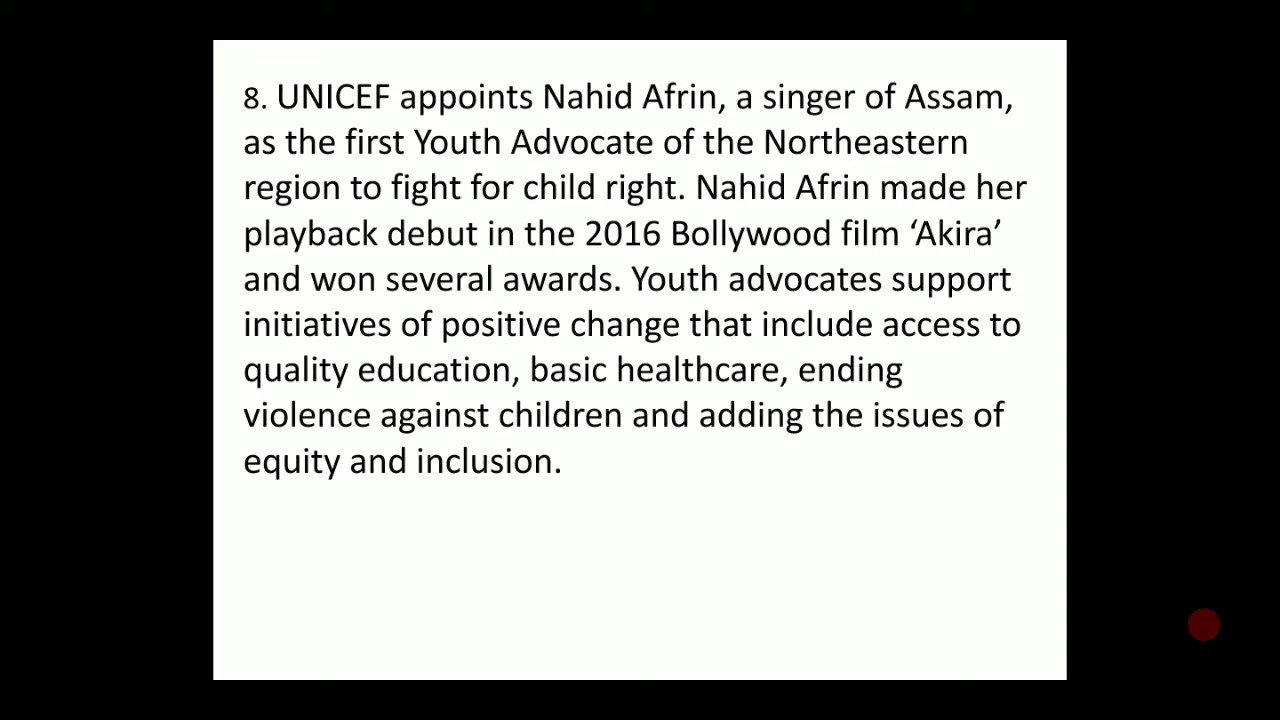 8. UNICEF appoints Nahid Afrin, a singer of Assam,
as the first Youth Advocate of the Northeastern
region to fight for child right. Nahid Afrin made her
playback debut in the 2016 Bollywood film ‘Akira’
and won several awards. Youth advocates support
initiatives of positive change that include access to
quality education, basic healthcare, ending
violence against children and adding the issues of
equity and inclusion.